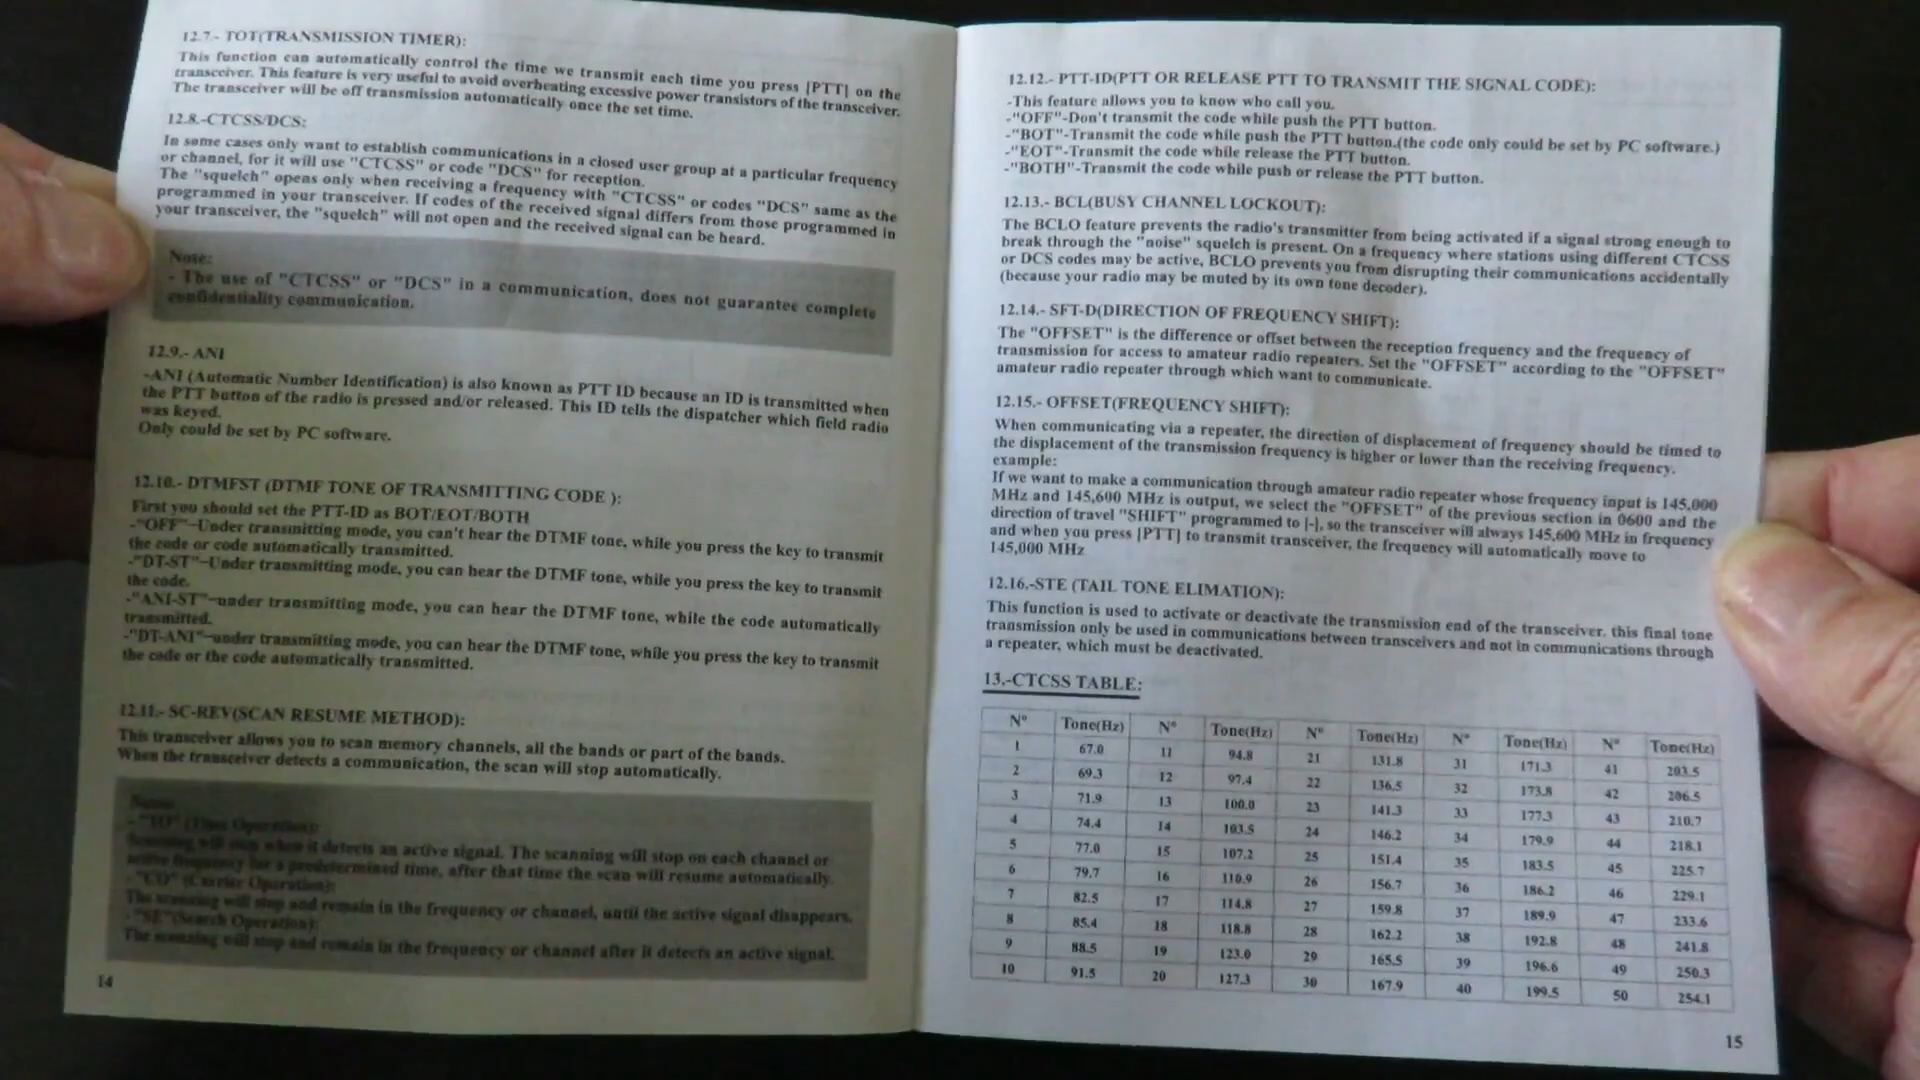 12.7.- TOT(TRANSMISSION TIMER):
This function can automatically control the time we transmit each time you press [PTT] on the
transceiver. This feature is very useful to avoid overheating excessive power transistors of the transceiver.
The transceiver will be off transmission automatically once the set time.
12.8.-CTCSS/DCS:
In some cases only want to establish communications in a closed user group at a particular frequency
or channel, for it will use "CTCSS" or code "DCS" for reception.
The "squelch" opens only when receiving a frequency with "CTCSS" or codes "DCS" same as the
programmed in your transceiver. If codes of the received signal differs from those programmed in
your transceiver, the "squelch" will not open and the received signal can be heard.
Note:
- The use of "CTCSS" or "DCS" in a communication, does not guarantee complete
confidentiality communication.
12.9.- ANI
-ANI (Automatic Number Identification) is also known as PTT ID because an ID is transmitted when
the PTT button of the radio is pressed and/or released. This ID tells the dispatcher which field radio
was keyed.
Only could be set by PC software.
12.10.- DTMFST (DTMF TONE OF TRANSMITTING CODE ):
First you should set the PTT-ID as BOT/EOT/BOTH
-"OFF"–Under transmitting mode, you can't hear the DTMF tone, while you press the key to transmit
the code or code automatically transmitted.
-"DT-ST"–Under transmitting mode, you can hear the DTMF tone, while you press the key to transmit
the code.
-"ANI-ST"–under transmitting mode, you can hear the DTMF tone, while the code automatically
transmitted.
-"DT-ANI"–under transmitting mode, you can hear the DTMF tone, while you press the key to transmit
the code or the code automatically transmitted.
12.11.- SC-REV(SCAN RESUME METHOD):
This transceiver allows you to scan memory channels, all the bands or part of the bands.
When the transceiver detects a communication, the scan will stop automatically.
- "TO" (Time Operation):
Scanning will stop when it detects an active signal. The scanning will stop on each channel or
active frequency for a predetermined time, after that time the scan will resume automatically.
- "CO" (Carrier Operation):
The scanning will stop and remain in the frequency or channel, until the active signal disappears.
- "SE"(Search Operation):
The scanning will stop and remain in the frequency or channel after it detects an active signal.
14
12.12.- PTT-ID(PTT OR RELEASE PTT TO TRANSMIT THE SIGNAL CODE):
-This feature allows you to know who call you.
-"OFF"-Don't transmit the code while push the PTT button.
-"BOT"-Transmit the code while push the PTT button.(the code only could be set by PC software.)
-"EOT"-Transmit the code while release the PTT button.
-"BOTH"-Transmit the code while push or release the PTT button.
12.13.- BCL(BUSY CHANNEL LOCKOUT):
The BCLO feature prevents the radio's transmitter from being activated if a signal strong enough to
break through the "noise" squelch is present. On a frequency where stations using different CTCSS
or DCS codes may be active, BCLO prevents you from disrupting their communications accidentally
(because your radio may be muted by its own tone decoder).
12.14.- SFT-D(DIRECTION OF FREQUENCY SHIFT):
The "OFFSET" is the difference or offset between the reception frequency and the frequency of
transmission for access to amateur radio repeaters. Set the "OFFSET" according to the "OFFSET"
amateur radio repeater through which want to communicate.
12.15.- OFFSET(FREQUENCY SHIFT):
When communicating via a repeater, the direction of displacement of frequency should be timed to
the displacement of the transmission frequency is higher or lower than the receiving frequency.
example:
If we want to make a communication through amateur radio repeater whose frequency input is 145,000
MHz and 145,600 MHz is output, we select the "OFFSET" of the previous section in 0600 and the
direction of travel "SHIFT" programmed to [-], so the transceiver will always 145,600 MHz in frequency
and when you press [PTT] to transmit transceiver, the frequency will automatically move to
145,000 MHz
12.16.-STE (TAIL TONE ELIMATION):
This function is used to activate or deactivate the transmission end of the transceiver. this final tone
transmission only be used in communications between transceivers and not in communications through
a repeater, which must be deactivated.
13.-CTCSS TABLE:
N° Tone(Hz) N° Tone(Hz) N° Tone(Hz) N° Tone(Hz) N° Tone(Hz)
1 67.0 11 94.8 21 131.8 31 171.3 41 203.5
2 69.3 12 97.4 22 136.5 32 173.8 42 206.5
3 71.9 13 100.0 23 141.3 33 177.3 43 210.7
4 74.4 14 103.5 24 146.2 34 179.9 44 218.1
5 77.0 15 107.2 25 151.4 35 183.5 45 225.7
6 79.7 16 110.9 26 156.7 36 186.2 46 229.1
7 82.5 17 114.8 27 159.8 37 189.9 47 233.6
8 85.4 18 118.8 28 162.2 38 192.8 48 241.8
9 88.5 19 123.0 29 165.5 39 196.6 49 250.3
10 91.5 20 127.3 30 167.9 40 199.5 50 254.1
15